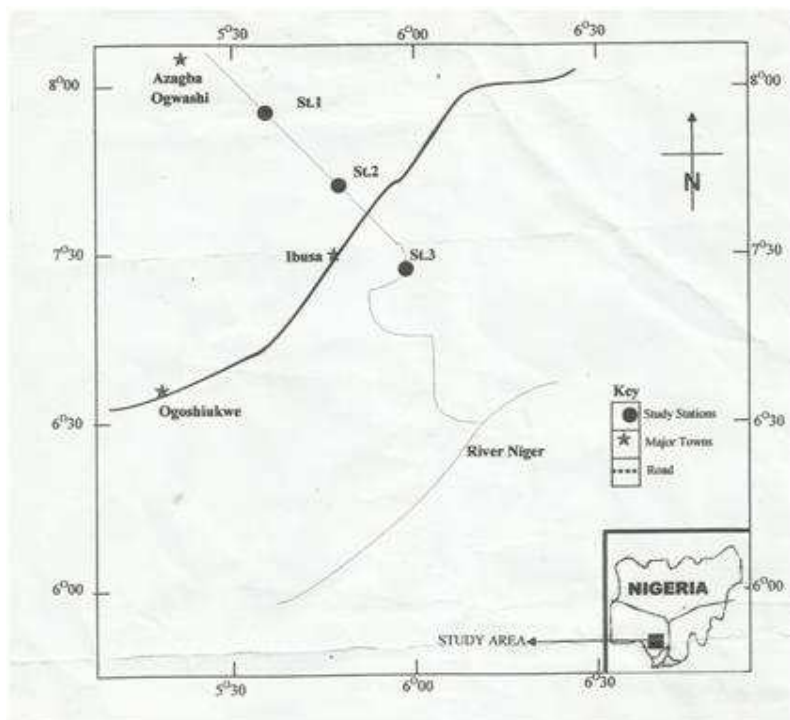 5°30
6°00
6°30
Azagba
Ogwashi
8°00
8°00
St.1
St.2
N
Ibusa
St.3
7°30
7°30
Ogoshiukwe
Key
Study Stations
Major Towns
Road
6°30
6°30
River Niger
NIGERIA
6°00
6°00
STUDY AREA
5°30
6°00
6°30